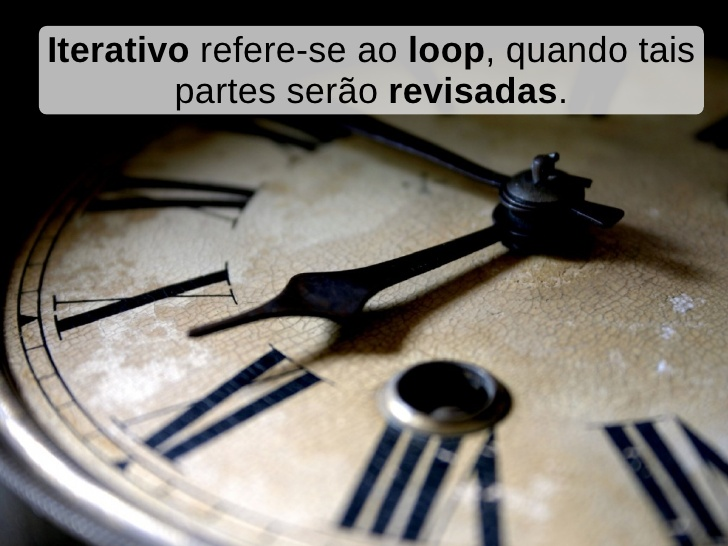 Iterativo refere-se ao loop, quando tais
partes serão revisadas.